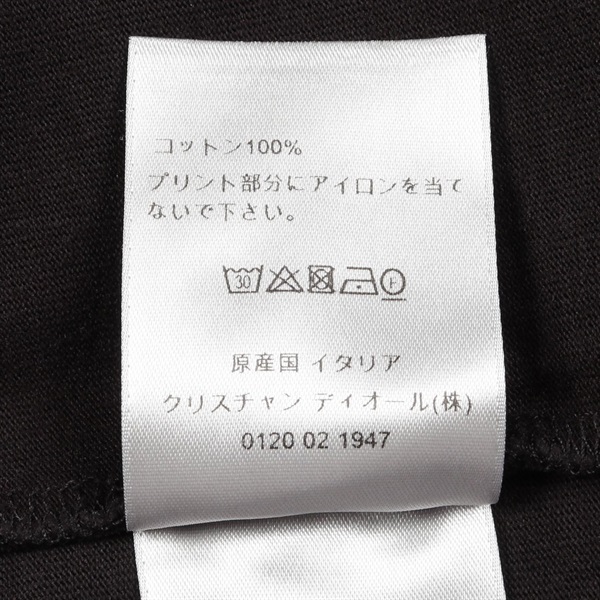 コットン100%
プリント部分にアイロンを当て
ないで下さい。
30 F
原産国 イタリア
クリスチャン ディオール(株)
0120 02 1947